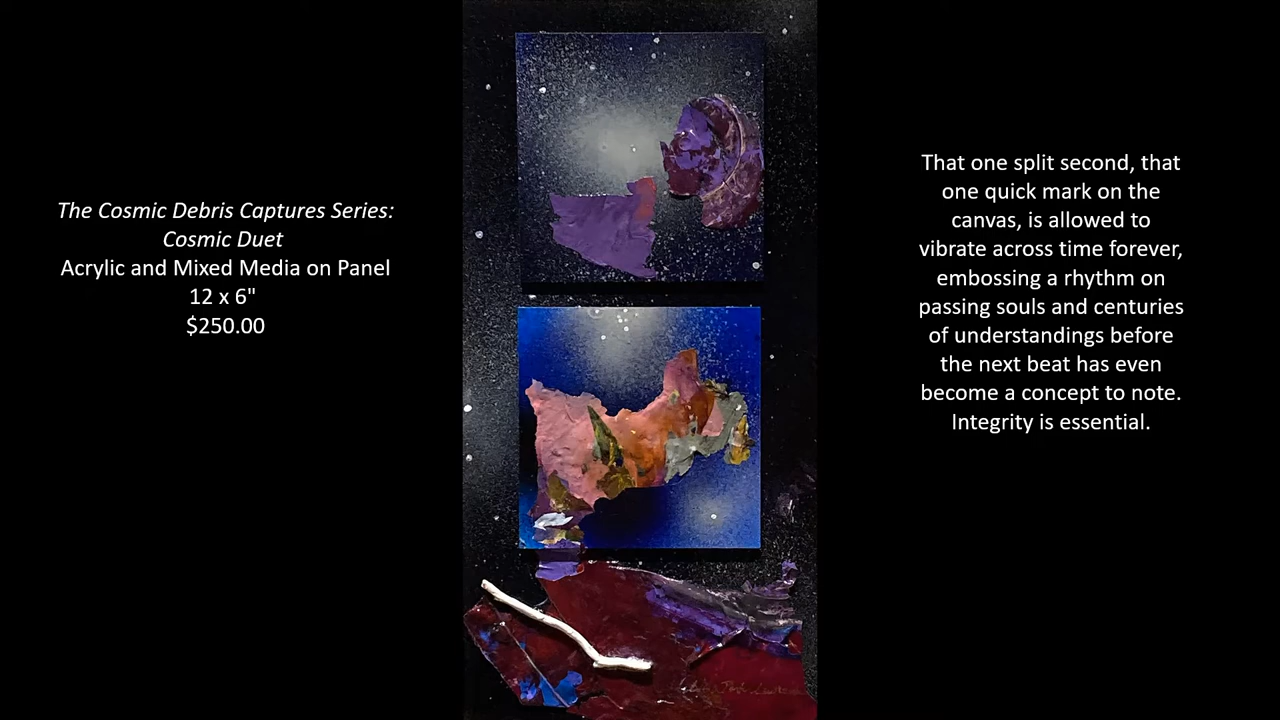 The Cosmic Debris Captures Series:
Cosmic Duet
Acrylic and Mixed Media on Panel
12 x 6"
$250.00
That one split second, that
one quick mark on the
canvas, is allowed to
vibrate across time forever,
embossing a rhythm on
passing souls and centuries
of understandings before
the next beat has even
become a concept to note.
Integrity is essential.